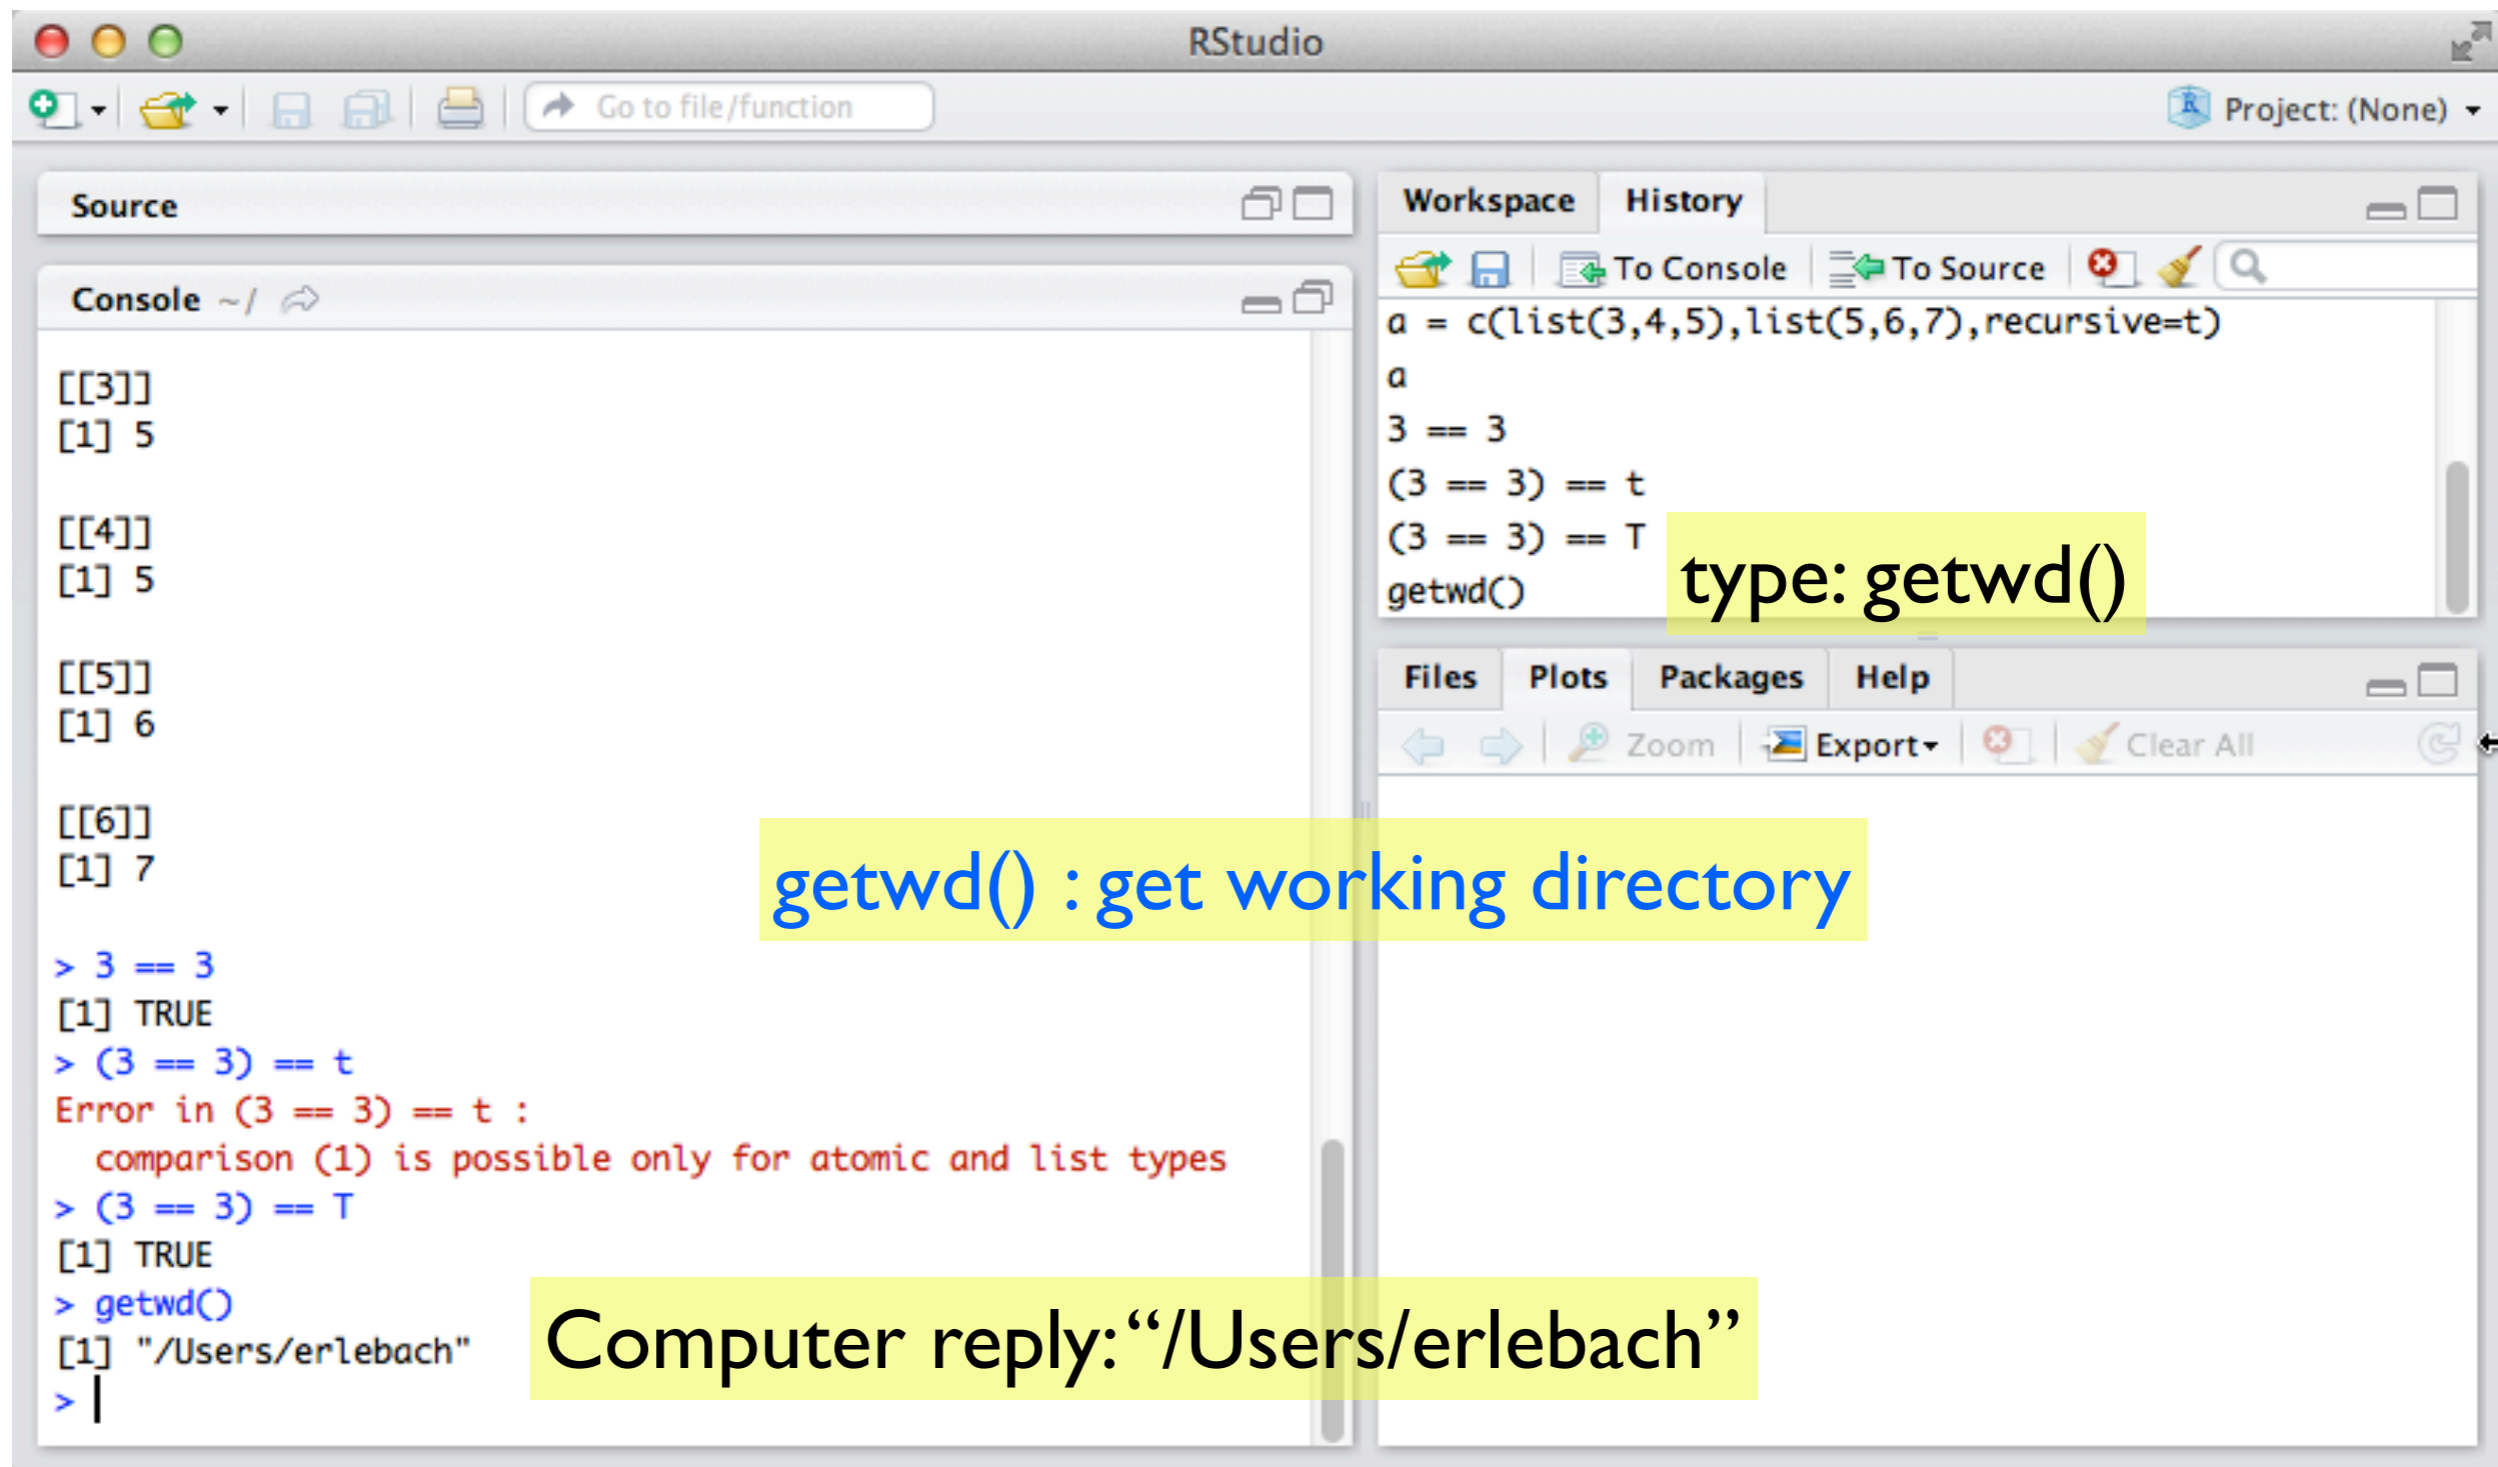 RStudio
Go to file/function
Project: (None)
Source
Console ~/
[[3]]
[1] 5
[[4]]
[1] 5
[[5]]
[1] 6
[[6]]
[1] 7
> 3 == 3
[1] TRUE
> (3 == 3) == t
Error in (3 == 3) == t :
comparison (1) is possible only for atomic and list types
> (3 == 3) == T
[1] TRUE
> getwd()
[1] "/Users/erlebach"
>
Workspace History
To Console To Source
a = c(list(3,4,5),list(5,6,7),recursive=t)
a
3 == 3
(3 == 3) == t
(3 == 3) == T
getwd()
type: getwd()
Files Plots Packages Help
Zoom Export Clear All
getwd() : get working directory
Computer reply: “/Users/erlebach”